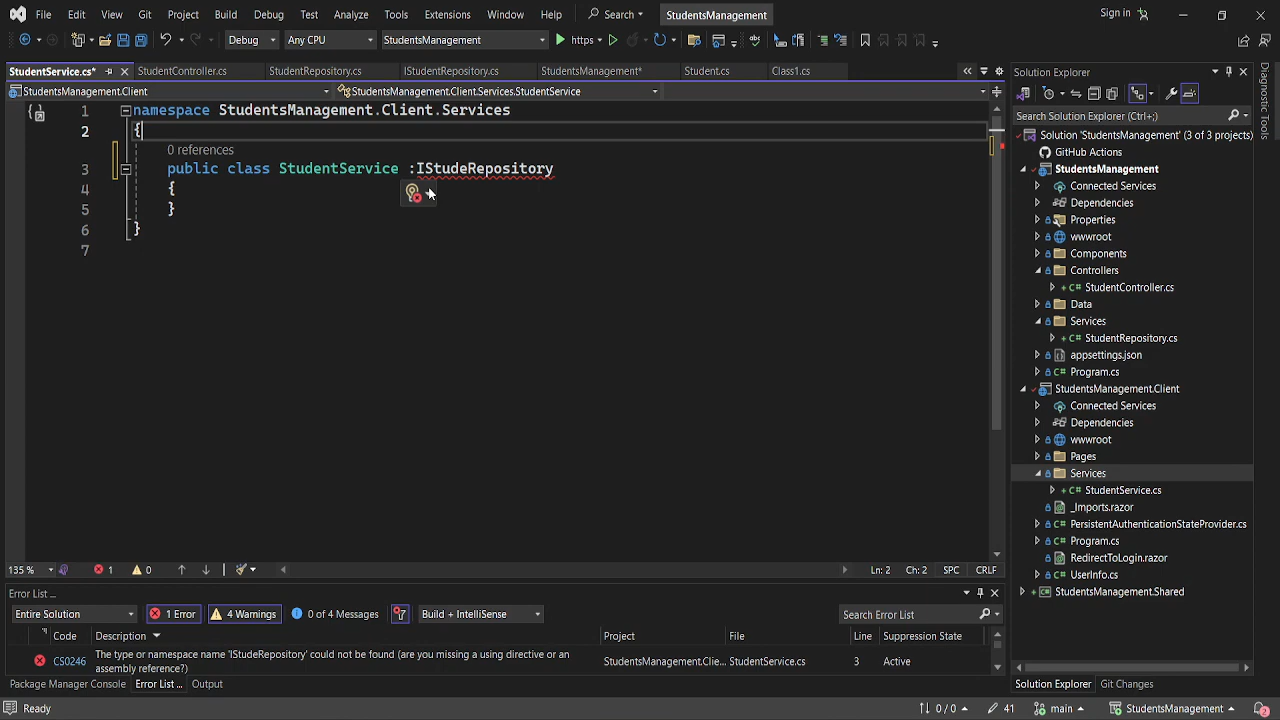 File Edit View Git Project Build Debug Test Analyze Tools Extensions Window Help Search StudentsManagement Sign in
Debug Any CPU StudentsManagement https
StudentService.cs* StudentController.cs StudentRepository.cs IStudentRepository.cs StudentsManagement* Student.cs Class1.cs
StudentsManagement.Client StudentsManagement.Client.Services.StudentService
1 namespace StudentsManagement.Client.Services
2 {
0 references
3 public class StudentService :IStudeRepository
4 {
5 }
6 }
7
135 % 1 0 Ln: 2 Ch: 2 SPC CRLF
Error List ...
Entire Solution 1 Error 4 Warnings 0 of 4 Messages Build + IntelliSense Search Error List
Code Description Project File Line Suppression State
CS0246 The type or namespace name 'IStudeRepository' could not be found (are you missing a using directive or an assembly reference?) StudentsManagement.Clie... StudentService.cs 3 Active
Package Manager Console Error List ... Output
Solution Explorer
Search Solution Explorer (Ctrl+;)
Solution 'StudentsManagement' (3 of 3 projects)
GitHub Actions
StudentsManagement
Connected Services
Dependencies
Properties
wwwroot
Components
Controllers
StudentController.cs
Data
Services
StudentRepository.cs
appsettings.json
Program.cs
StudentsManagement.Client
Connected Services
Dependencies
wwwroot
Pages
Services
StudentService.cs
_Imports.razor
PersistentAuthenticationStateProvider.cs
Program.cs
RedirectToLogin.razor
UserInfo.cs
StudentsManagement.Shared
Solution Explorer Git Changes
Diagnostic Tools
Ready 0 / 0 41 main StudentsManagement 2